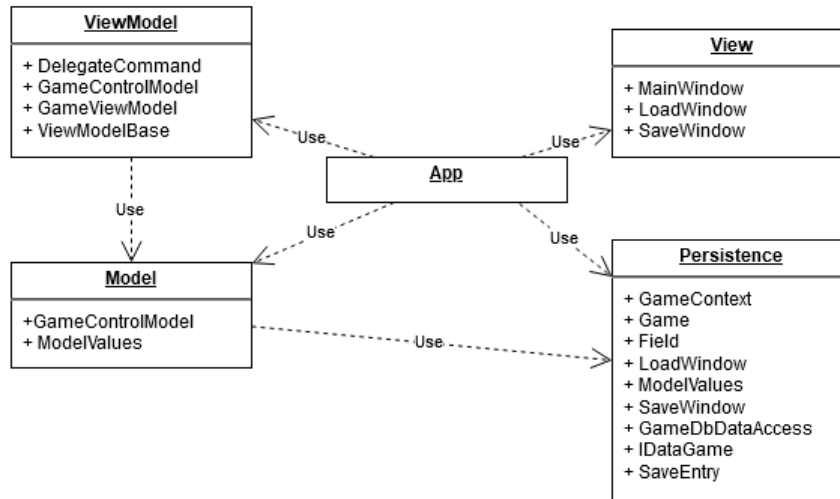 ViewModel
+ DelegateCommand
+ GameControlModel
+ GameViewModel
+ ViewModelBase
View
+ MainWindow
+ LoadWindow
+ SaveWindow
Use
Use
App
Use
Use
Use
Model
+GameControlModel
+ ModelValues
Use
Persistence
+ GameContext
+ Game
+ Field
+ LoadWindow
+ ModelValues
+ SaveWindow
+ GameDbDataAccess
+ IDataGame
+ SaveEntry